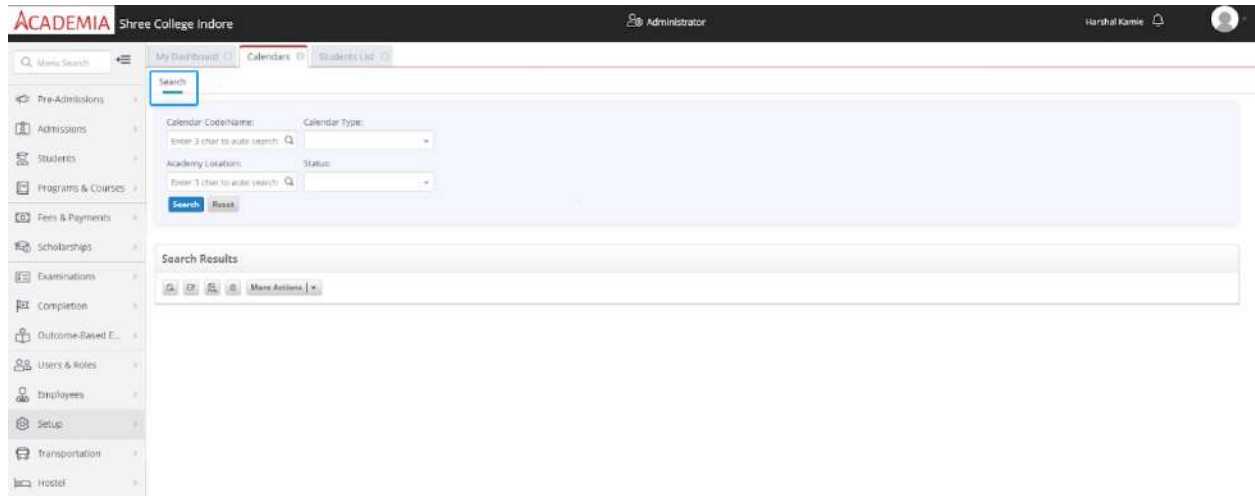 ACADEMIA Shree College Indore
Administrator
Harshal Kamie
Menu Search
My Dashboard
Calendars
Students List
Search
Pre-Admissions
Admissions
Students
Programs & Courses
Fees & Payments
Scholarships
Examinations
Completion
Outcome-Based E...
Users & Roles
Employees
Setup
Transportation
Hostel
Calendar Code/Name:
Calendar Type:
Enter 3 char to auto search
Academy Location:
Status:
Enter 3 char to auto search
Search
Reset
Search Results
More Actions